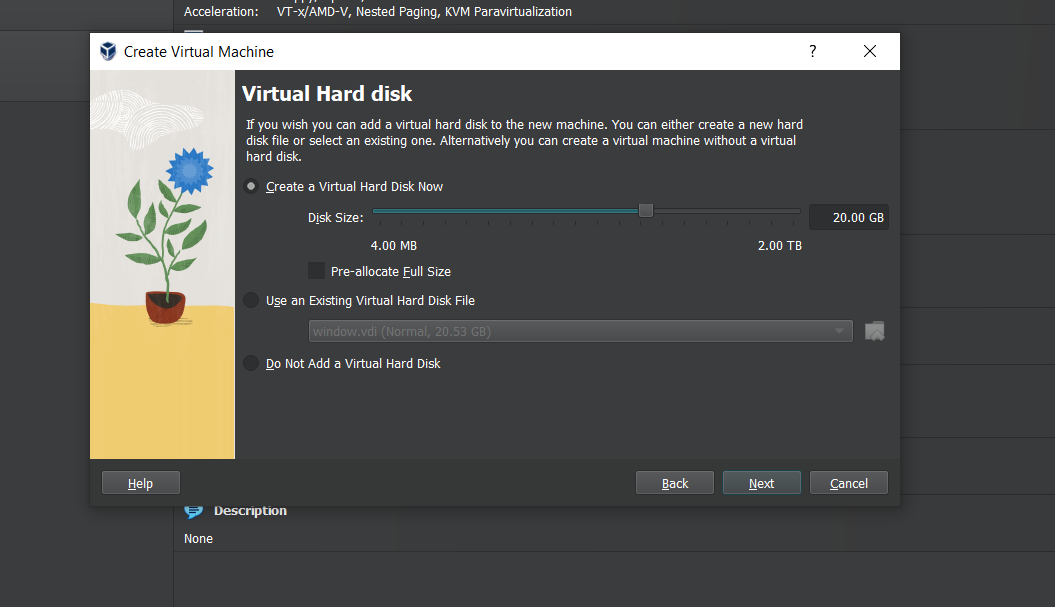 Acceleration: VT-x/AMD-V, Nested Paging, KVM Paravirtualization
Create Virtual Machine
?
Virtual Hard disk
If you wish you can add a virtual hard disk to the new machine. You can either create a new hard
disk file or select an existing one. Alternatively you can create a virtual machine without a virtual
hard disk.
Create a Virtual Hard Disk Now
Disk Size: 20.00 GB
4.00 MB 2.00 TB
Pre-allocate Full Size
Use an Existing Virtual Hard Disk File
window.vdi (Normal, 20.53 GB)
Do Not Add a Virtual Hard Disk
Help Back Next Cancel
Description
None